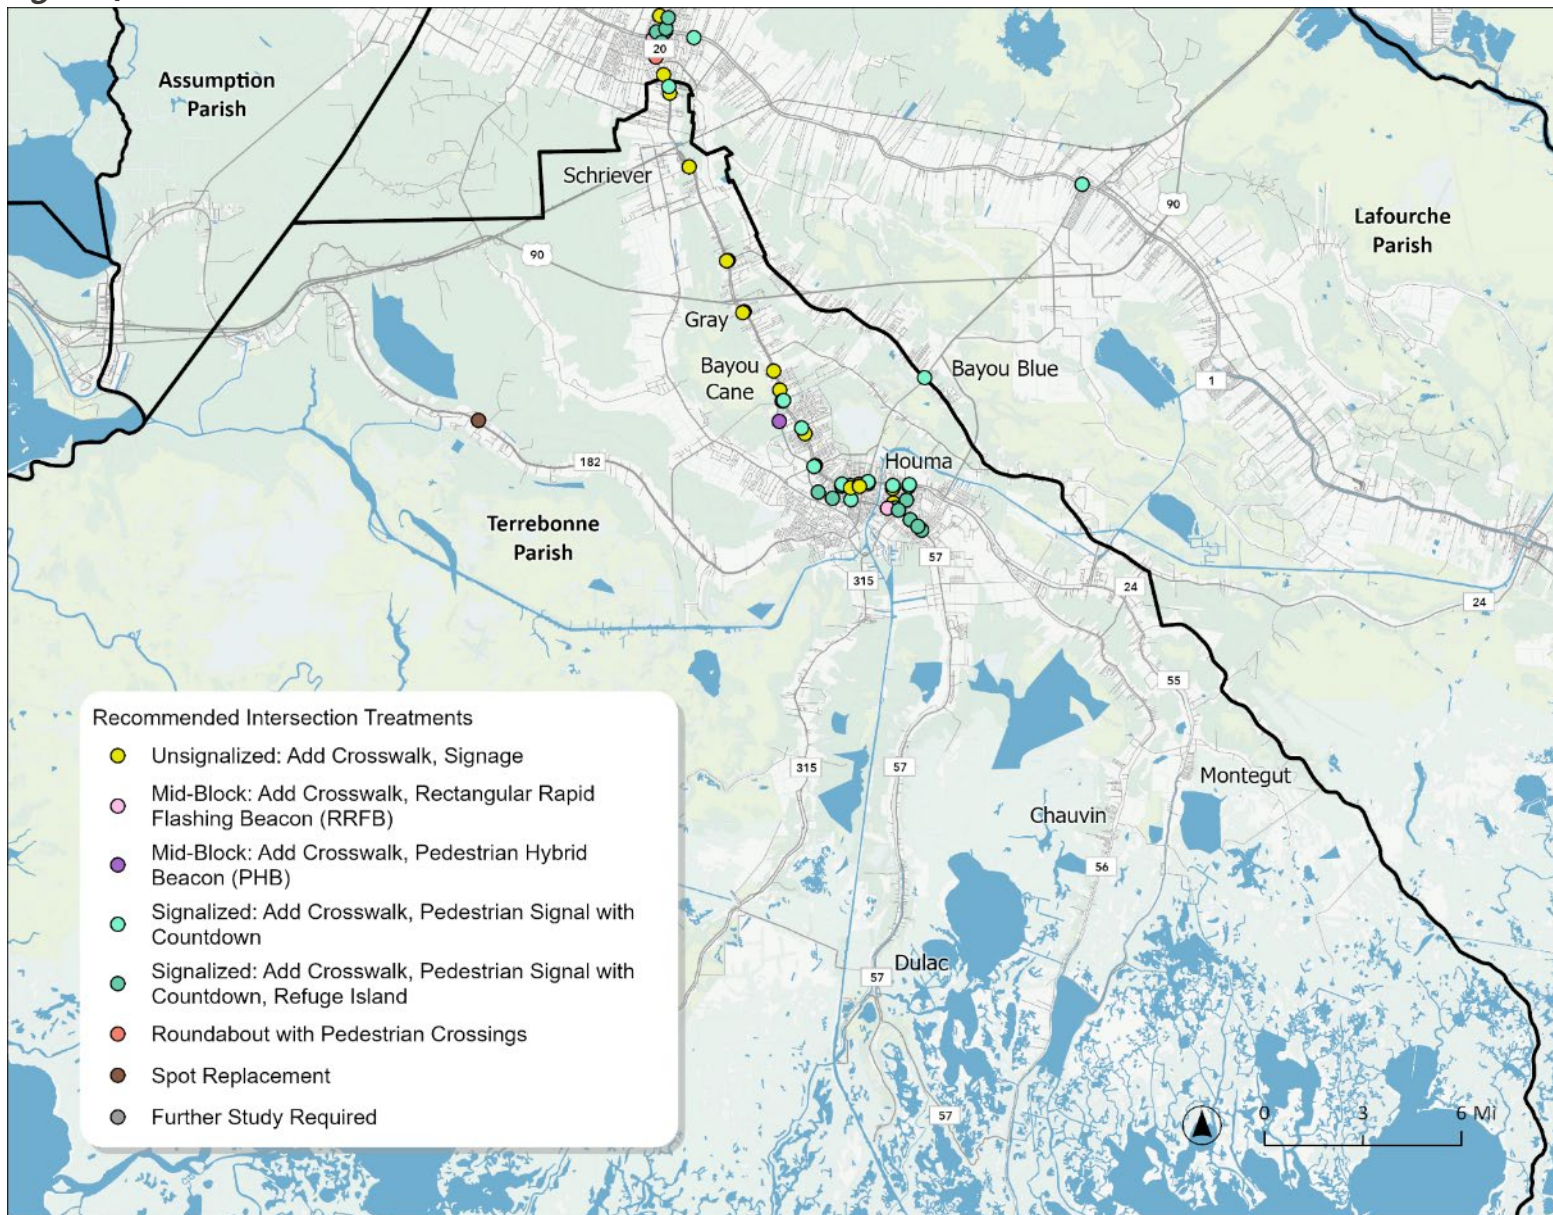 20
Assumption
Parish
Schriever
90
Lafourche
Parish
90
Gray
Bayou
Cane
Bayou Blue
1
182
Houma
Terrebonne
Parish
57
315
24
24
55
Recommended Intersection Treatments
Unsignalized: Add Crosswalk, Signage
Mid-Block: Add Crosswalk, Rectangular Rapid
Flashing Beacon (RRFB)
Mid-Block: Add Crosswalk, Pedestrian Hybrid
Beacon (PHB)
Signalized: Add Crosswalk, Pedestrian Signal with
Countdown
Signalized: Add Crosswalk, Pedestrian Signal with
Countdown, Refuge Island
Roundabout with Pedestrian Crossings
Spot Replacement
Further Study Required
315
57
Montegut
Chauvin
56
Dulac
57
57
0 3 6 Mi